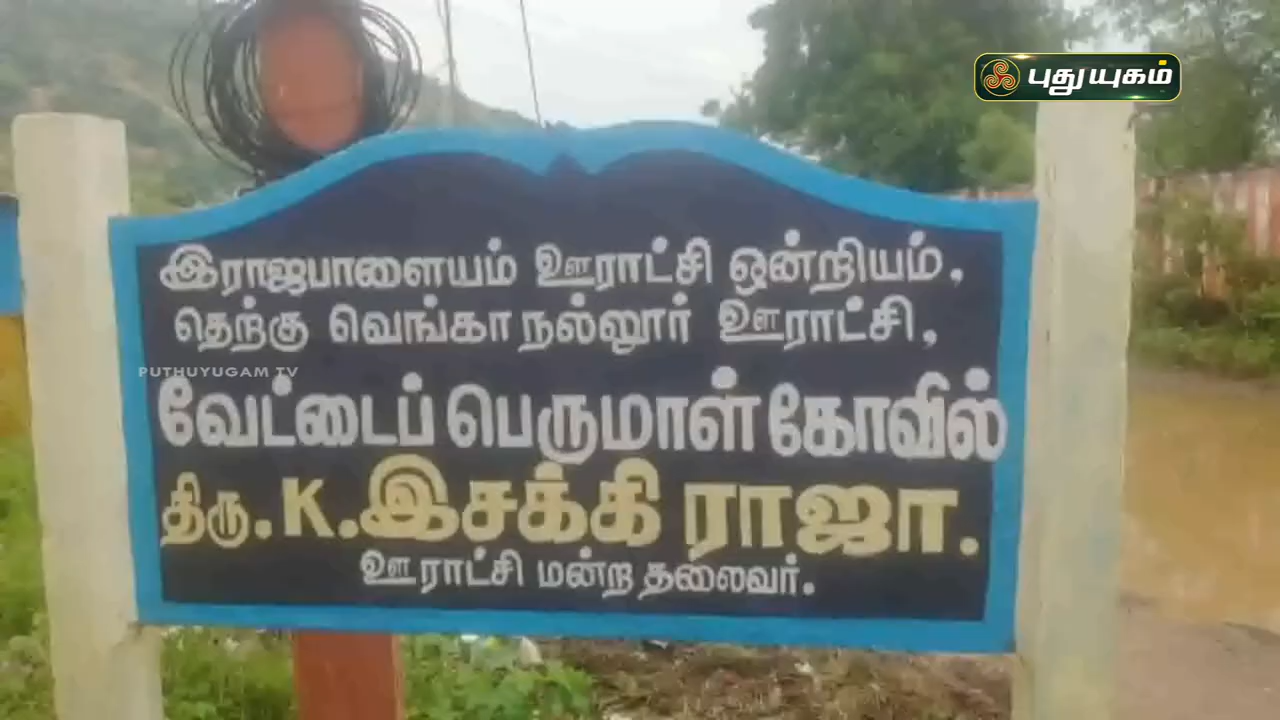 புதுயுகம்
இராஜபாளையம் ஊராட்சி ஒன்றியம்,
தெற்கு வெங்காநல்லூர் ஊராட்சி,
PUTHUYUGAM TV
வேட்டைப் பெருமாள் கோவில்
திரு. K. இசக்கி ராஜா.
ஊராட்சி மன்ற தலைவர்.